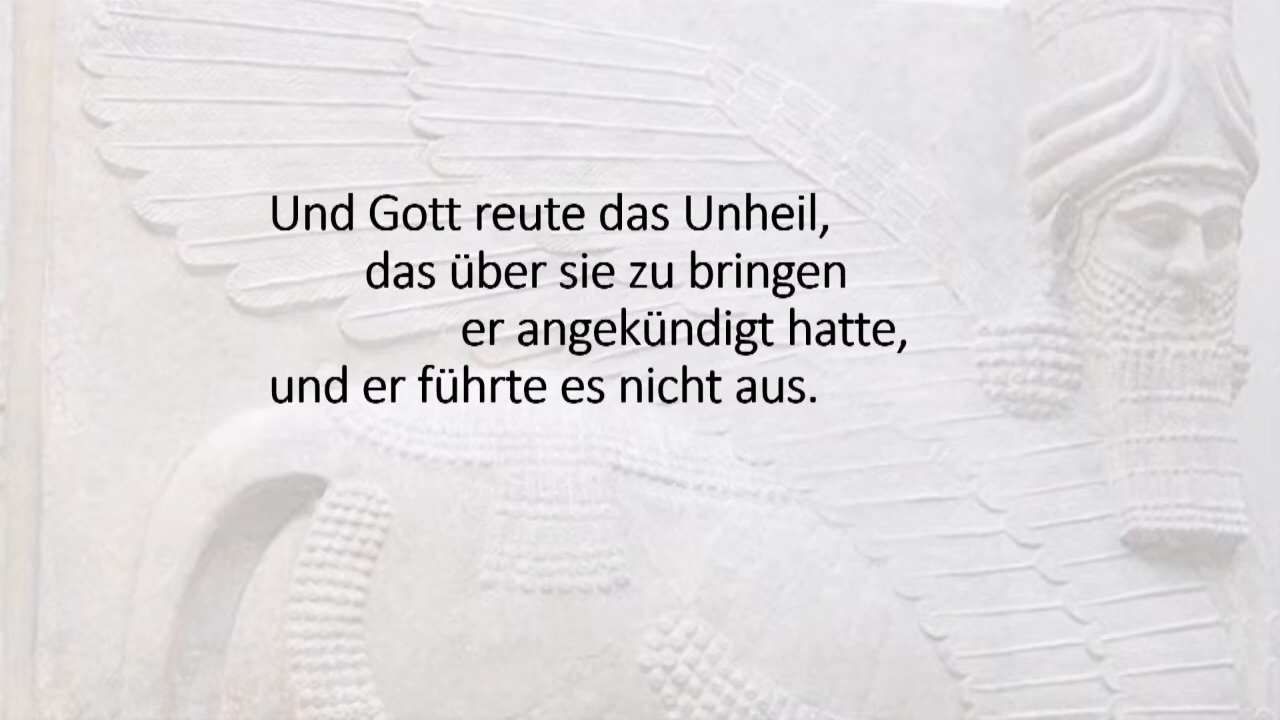 Und Gott reute das Unheil,
das über sie zu bringen
er angekündigt hatte,
und er führte es nicht aus.